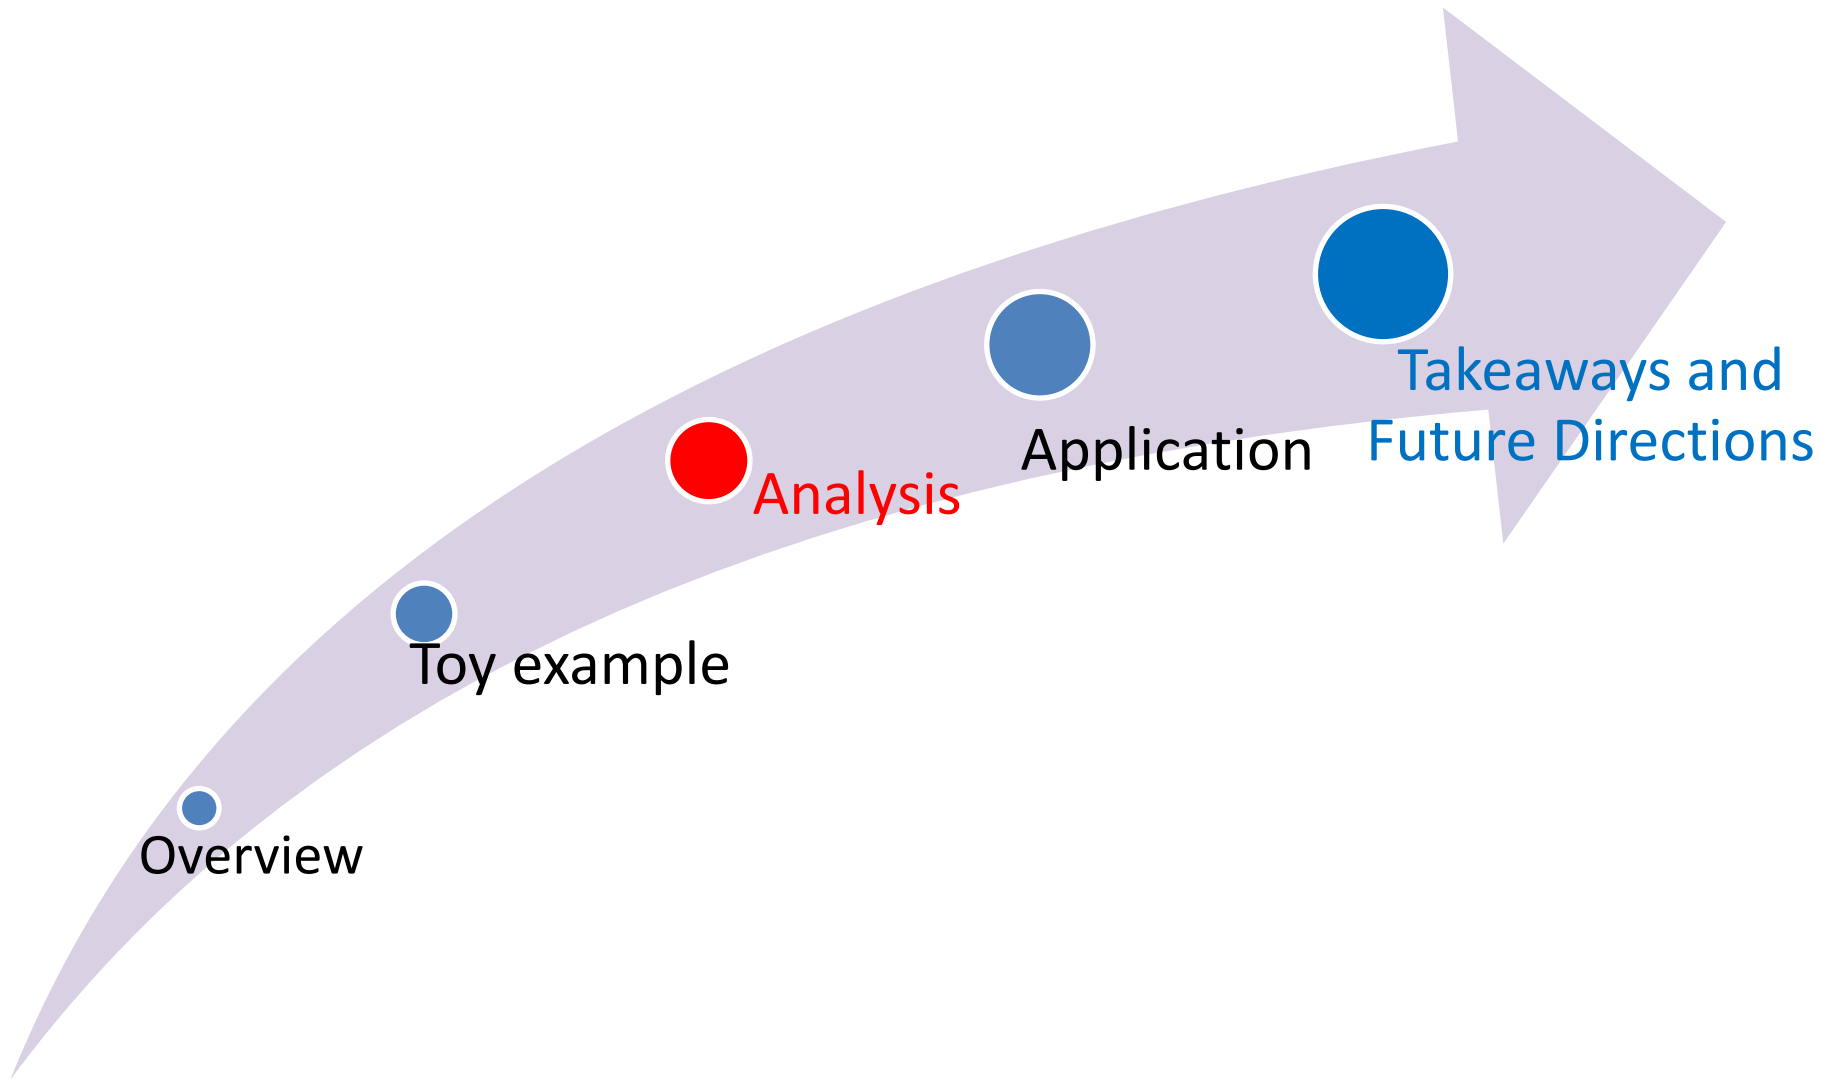 Overview
Toy example
Analysis
Application
Takeaways and
Future Directions